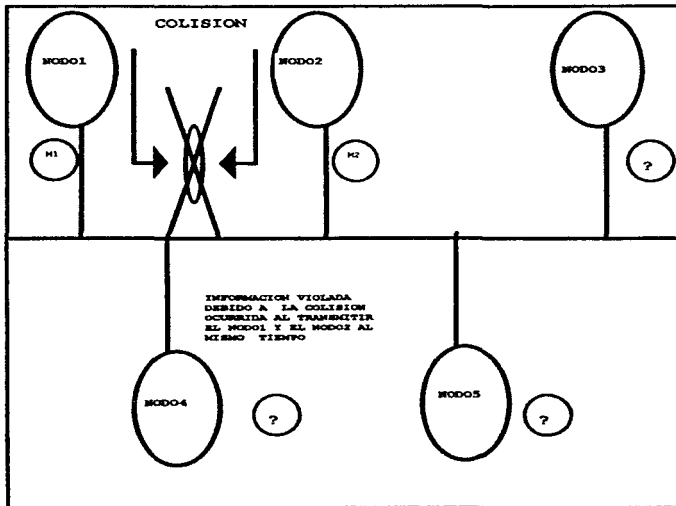 COLISION
NODO1
NODO2
NODO3
M1
M2
?
INFORMACION VIOLADA
DEBIDO A LA COLISION
OCURRIDA AL TRANSMITIR
EL NODO1 Y EL NODO2 AL
MISMO TIEMPO
NODO4
?
NODO5
?